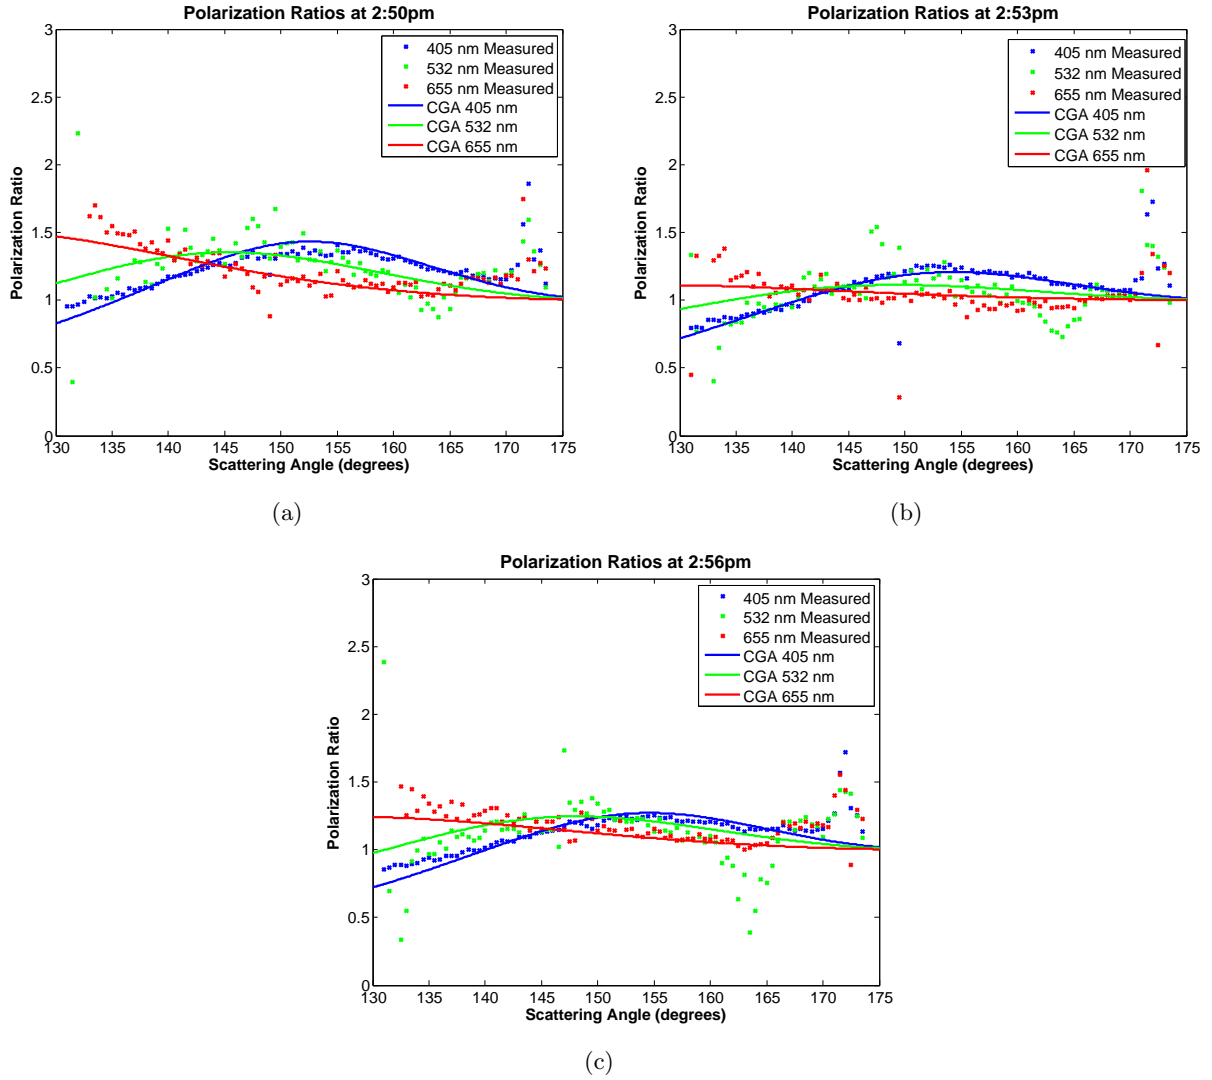 Polarization Ratios at 2:50pm
3
2.5
2
1.5
1
0.5
0
Polarization Ratio
405 nm Measured
532 nm Measured
655 nm Measured
CGA 405 nm
CGA 532 nm
CGA 655 nm
130 135 140 145 150 155 160 165 170 175
Scattering Angle (degrees)
(a)
Polarization Ratios at 2:53pm
3
2.5
2
1.5
1
0.5
0
Polarization Ratio
405 nm Measured
532 nm Measured
655 nm Measured
CGA 405 nm
CGA 532 nm
CGA 655 nm
130 135 140 145 150 155 160 165 170 175
Scattering Angle (degrees)
(b)
Polarization Ratios at 2:56pm
3
2.5
2
1.5
1
0.5
0
Polarization Ratio
405 nm Measured
532 nm Measured
655 nm Measured
CGA 405 nm
CGA 532 nm
CGA 655 nm
130 135 140 145 150 155 160 165 170 175
Scattering Angle (degrees)
(c)